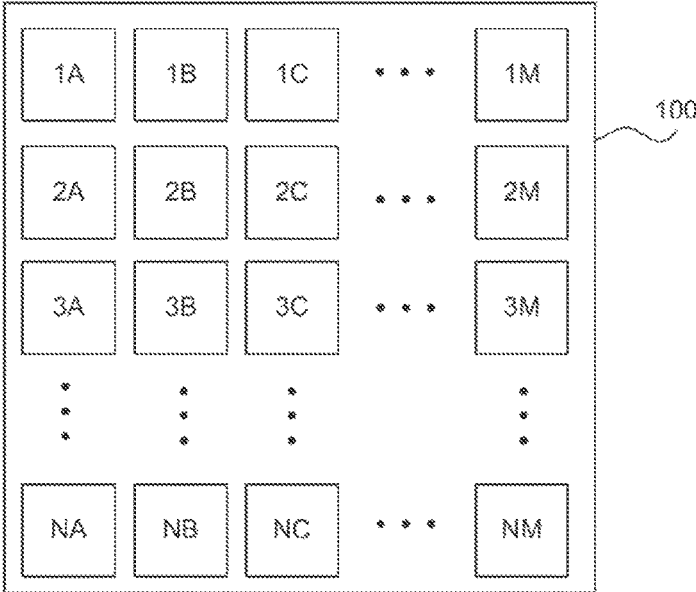 1A 1B 1C • • • 1M
100
2A 2B 2C • • • 2M
3A 3B 3C • • • 3M
NA NB NC • • • NM